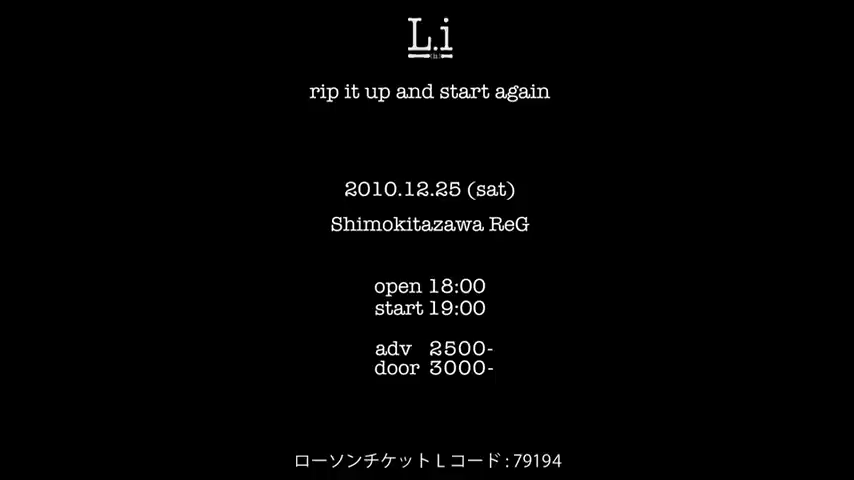 L.i
rip it up and start again
2010.12.25 (sat)
Shimokitazawa ReG
open 18:00
start 19:00
adv 2500-
door 3000-
ローソンチケット L コード : 79194